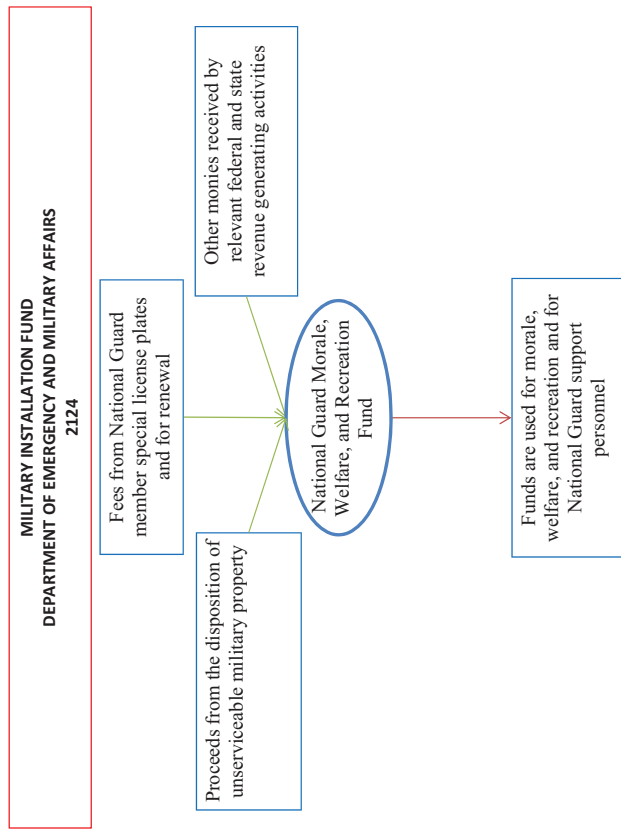 MILITARY INSTALLATION FUND
DEPARTMENT OF EMERGENCY AND MILITARY AFFAIRS
2124
Fees from National Guard
member special license plates
and for renewal
Proceeds from the disposition of
unserviceable military property
Other monies received by
relevant federal and state
revenue generating activities
National Guard Morale,
Welfare, and Recreation
Fund
Funds are used for morale,
welfare, and recreation and for
National Guard support
personnel